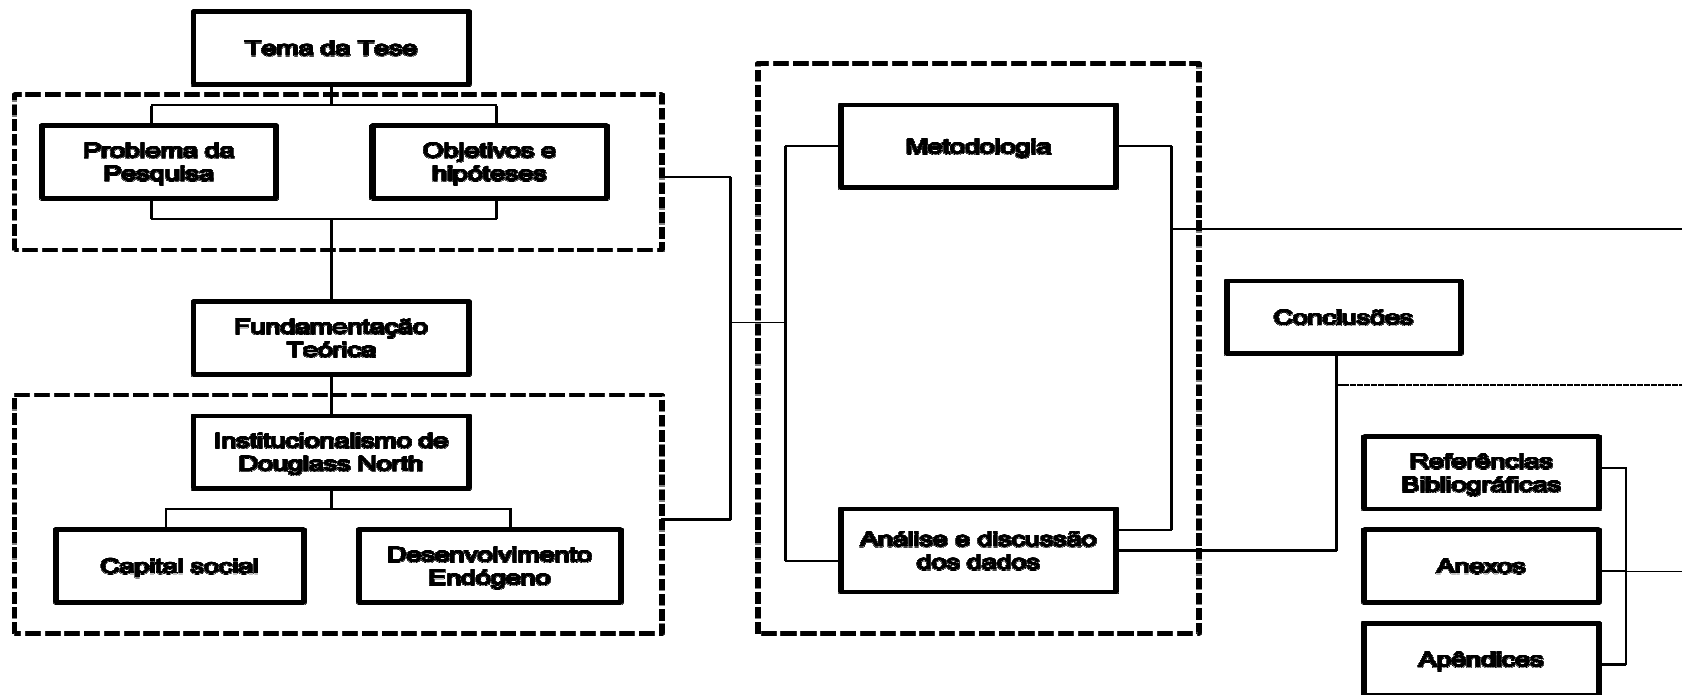 Tema da Tese
Problema da
Pesquisa
Objetivos e
hipóteses
Fundamentação
Teórica
Institucionalismo de
Douglass North
Capital social
Desenvolvimento
Endógeno
Metodologia
Análise e discussão
dos dados
Conclusões
Referências
Bibliográficas
Anexos
Apêndices